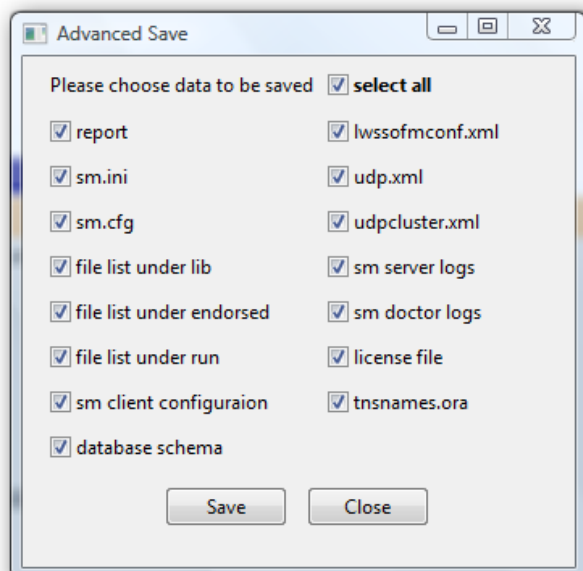 Advanced Save
Please choose data to be saved select all
report lwssofmconf.xml
sm.ini udp.xml
sm.cfg udpcluster.xml
file list under lib sm server logs
file list under endorsed sm doctor logs
file list under run license file
sm client configuraion tnsnames.ora
database schema
Save Close